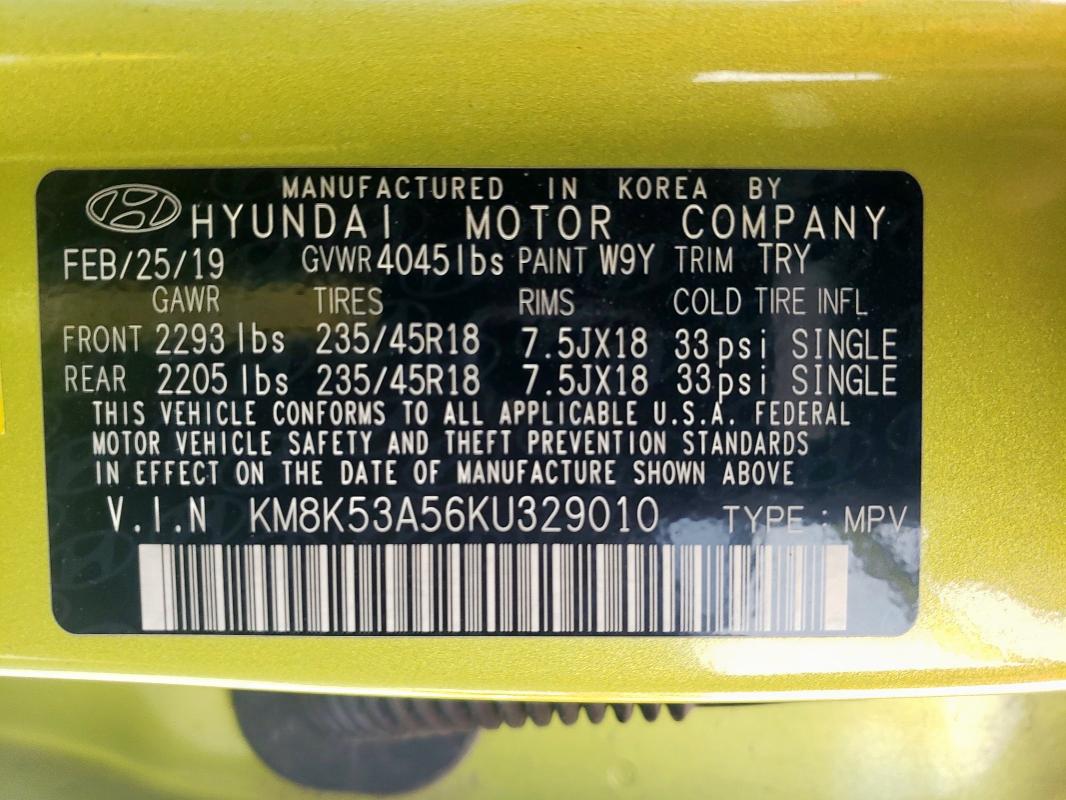 MANUFACTURED IN KOREA BY
HYUNDAI MOTOR COMPANY
FEB/25/19 GVWR 4045lbs PAINT W9Y TRIM TRY
GAWR TIRES RIMS COLD TIRE INFL
FRONT 2293 lbs 235/45R18 7.5JX18 33psi SINGLE
REAR 2205 lbs 235/45R18 7.5JX18 33psi SINGLE
THIS VEHICLE CONFORMS TO ALL APPLICABLE U.S.A. FEDERAL
MOTOR VEHICLE SAFETY AND THEFT PREVENTION STANDARDS
IN EFFECT ON THE DATE OF MANUFACTURE SHOWN ABOVE
V.I.N KM8K53A56KU329010 TYPE : MPV